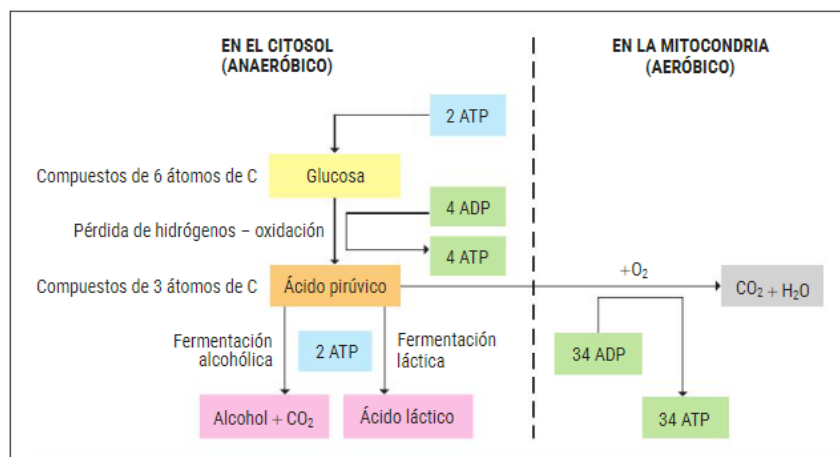 EN EL CITOSOL
(ANAERÓBICO)
EN LA MITOCONDRIA
(AERÓBICO)
2 ATP
Compuestos de 6 átomos de C
Glucosa
4 ADP
Pérdida de hidrógenos – oxidación
4 ATP
Compuestos de 3 átomos de C
Ácido pirúvico
+O₂
CO₂ + H₂O
Fermentación
alcohólica
2 ATP
Fermentación
láctica
34 ADP
Alcohol + CO₂
Ácido láctico
34 ATP